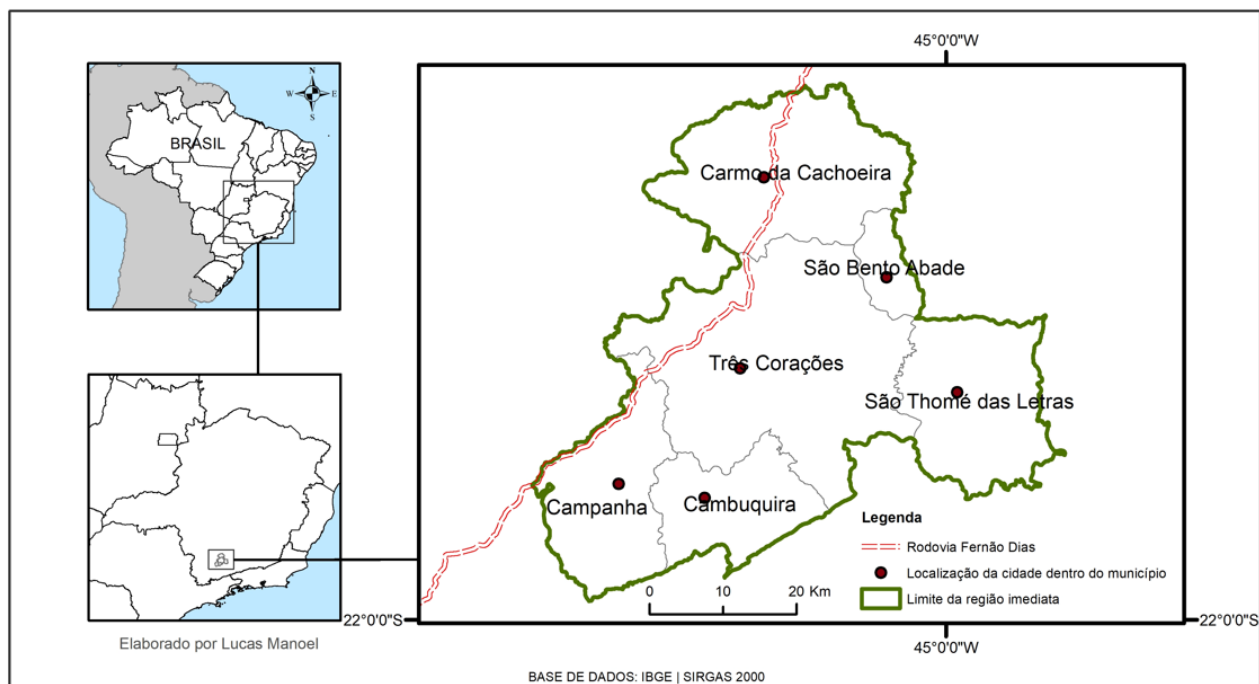 45°0'0"W
N
W E
S
BRASIL
Carmo da Cachoeira
São Bento Abade
Três Corações
São Thomé das Letras
Campanha
Cambuquira
Legenda
Rodovia Fernão Dias
Localização da cidade dentro do município
Limite da região imediata
0 10 20 Km
22°0'0"S
22°0'0"S
45°0'0"W
Elaborado por Lucas Manoel
BASE DE DADOS: IBGE | SIRGAS 2000